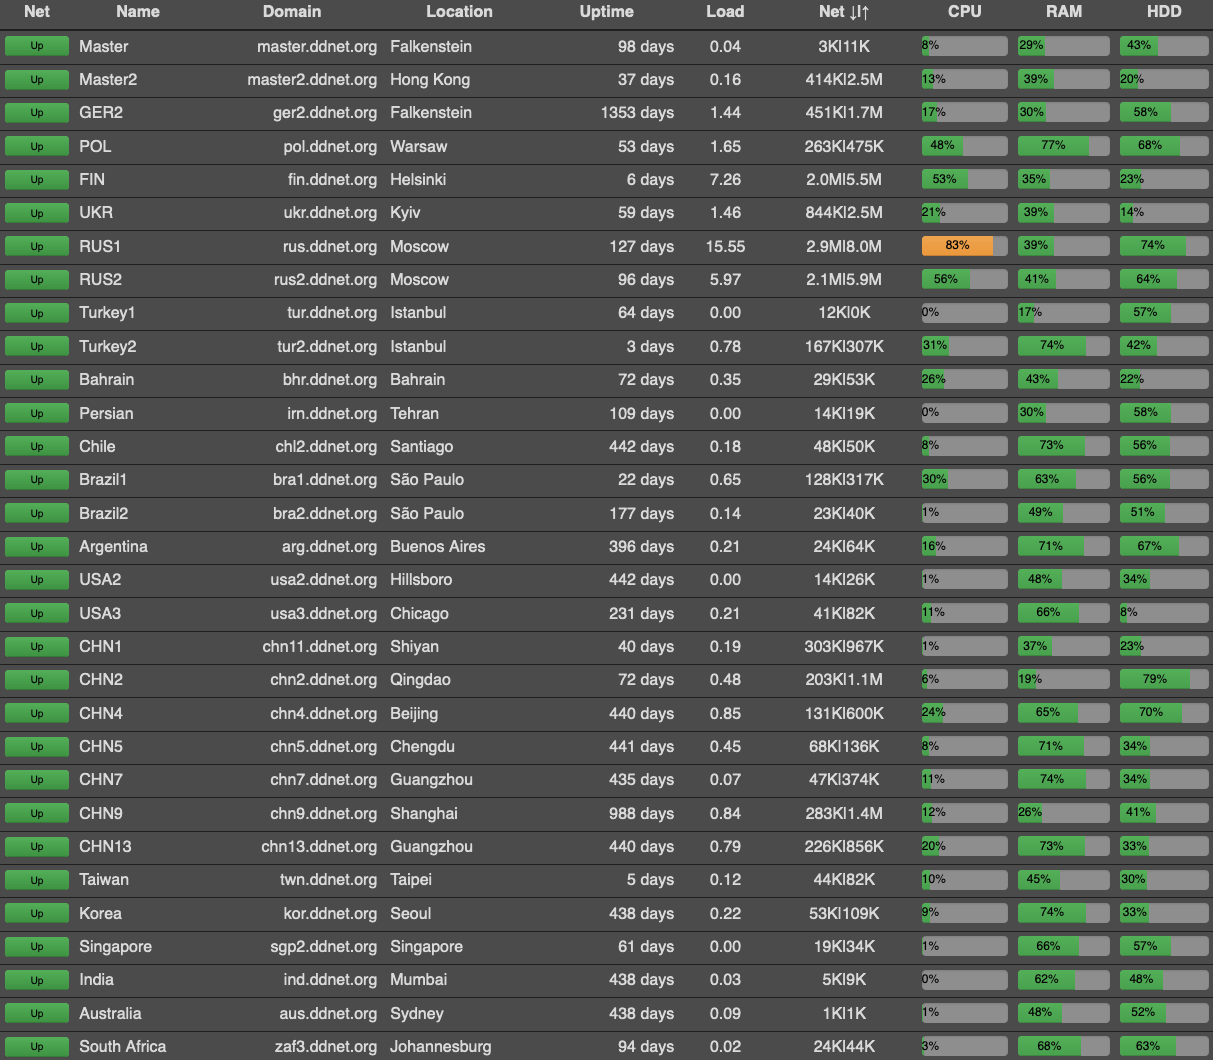 Net Name Domain Location Uptime Load Net ↓|↑ CPU RAM HDD
Up Master master.ddnet.org Falkenstein 98 days 0.04 3K|11K 8% 29% 43%
Up Master2 master2.ddnet.org Hong Kong 37 days 0.16 414K|2.5M 13% 39% 20%
Up GER2 ger2.ddnet.org Falkenstein 1353 days 1.44 451K|1.7M 17% 30% 58%
Up POL pol.ddnet.org Warsaw 53 days 1.65 263K|475K 48% 77% 68%
Up FIN fin.ddnet.org Helsinki 6 days 7.26 2.0M|5.5M 53% 35% 23%
Up UKR ukr.ddnet.org Kyiv 59 days 1.46 844K|2.5M 21% 39% 14%
Up RUS1 rus.ddnet.org Moscow 127 days 15.55 2.9M|8.0M 83% 39% 74%
Up RUS2 rus2.ddnet.org Moscow 96 days 5.97 2.1M|5.9M 56% 41% 64%
Up Turkey1 tur.ddnet.org Istanbul 64 days 0.00 12K|0K 0% 17% 57%
Up Turkey2 tur2.ddnet.org Istanbul 3 days 0.78 167K|307K 31% 74% 42%
Up Bahrain bhr.ddnet.org Bahrain 72 days 0.35 29K|53K 26% 43% 22%
Up Persian irn.ddnet.org Tehran 109 days 0.00 14K|19K 0% 30% 58%
Up Chile chl2.ddnet.org Santiago 442 days 0.18 48K|50K 8% 73% 56%
Up Brazil1 bra1.ddnet.org São Paulo 22 days 0.65 128K|317K 30% 63% 56%
Up Brazil2 bra2.ddnet.org São Paulo 177 days 0.14 23K|40K 1% 49% 51%
Up Argentina arg.ddnet.org Buenos Aires 396 days 0.21 24K|64K 16% 71% 67%
Up USA2 usa2.ddnet.org Hillsboro 442 days 0.00 14K|26K 1% 48% 34%
Up USA3 usa3.ddnet.org Chicago 231 days 0.21 41K|82K 11% 66% 8%
Up CHN1 chn11.ddnet.org Shiyan 40 days 0.19 303K|967K 1% 37% 23%
Up CHN2 chn2.ddnet.org Qingdao 72 days 0.48 203K|1.1M 6% 19% 79%
Up CHN4 chn4.ddnet.org Beijing 440 days 0.85 131K|600K 24% 65% 70%
Up CHN5 chn5.ddnet.org Chengdu 441 days 0.45 68K|136K 8% 71% 34%
Up CHN7 chn7.ddnet.org Guangzhou 435 days 0.07 47K|374K 11% 74% 34%
Up CHN9 chn9.ddnet.org Shanghai 988 days 0.84 283K|1.4M 12% 26% 41%
Up CHN13 chn13.ddnet.org Guangzhou 440 days 0.79 226K|856K 20% 73% 33%
Up Taiwan twn.ddnet.org Taipei 5 days 0.12 44K|82K 10% 45% 30%
Up Korea kor.ddnet.org Seoul 438 days 0.22 53K|109K 9% 74% 33%
Up Singapore sgp2.ddnet.org Singapore 61 days 0.00 19K|34K 1% 66% 57%
Up India ind.ddnet.org Mumbai 438 days 0.03 5K|9K 0% 62% 48%
Up Australia aus.ddnet.org Sydney 438 days 0.09 1K|1K 1% 48% 52%
Up South Africa zaf3.ddnet.org Johannesburg 94 days 0.02 24K|44K 3% 68% 63%